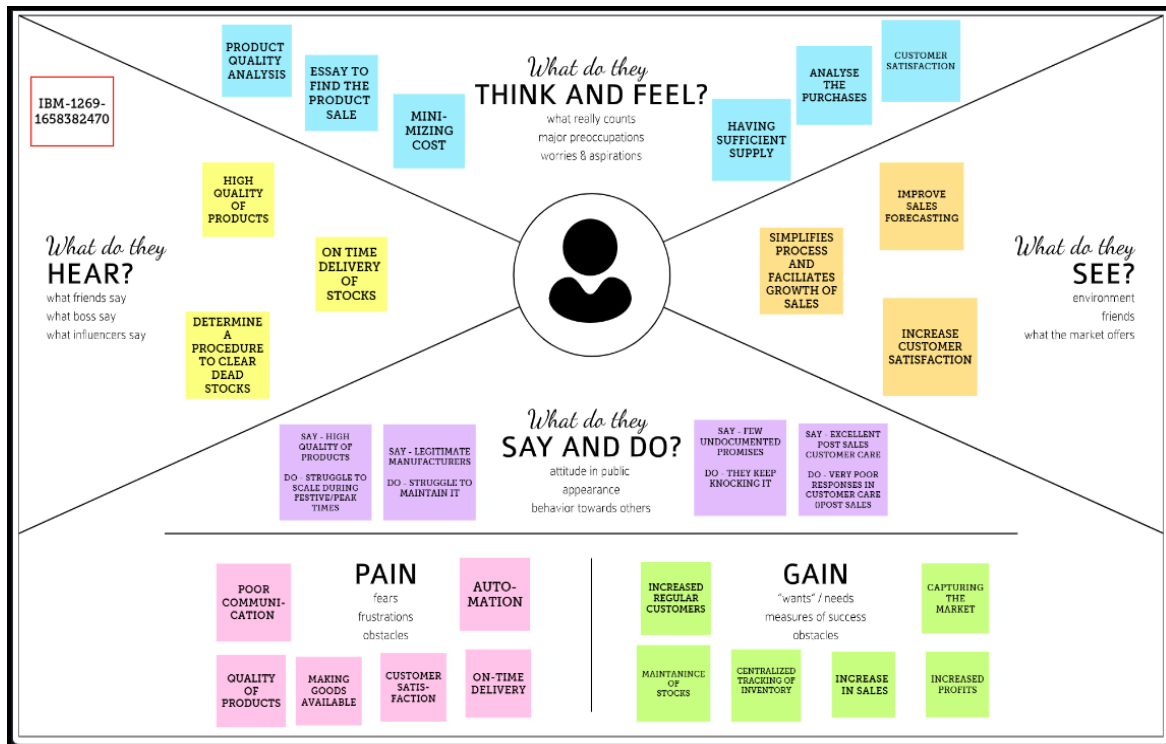 IBM-1269-
1658382470
PRODUCT
QUALITY
ANALYSIS
ESSAY TO
FIND THE
PRODUCT
SALE
MINI-
MIZING
COST
What do they
THINK AND FEEL?
what really counts
major preoccupations
worries & aspirations
HAVING
SUFFICIENT
SUPPLY
ANALYSE
THE
PURCHASES
CUSTOMER
SATISFACTION
What do they
HEAR?
what friends say
what boss say
what influencers say
HIGH
QUALITY
OF
PRODUCTS
ON TIME
DELIVERY
OF
STOCKS
DETERMINE
A
PROCEDURE
TO CLEAR
DEAD
STOCKS
IMPROVE
SALES
FORECASTING
SIMPLIFIES
PROCESS
AND
FACILIATES
GROWTH OF
SALES
INCREASE
CUSTOMER
SATISFACTION
What do they
SEE?
environment
friends
what the market offers
What do they
SAY AND DO?
attitude in public
appearance
behavior towards others
SAY - HIGH
QUALITY OF
PRODUCTS
DO - STRUGGLE TO
SCALE DURING
FESTIVE/PEAK
TIMES
SAY - LEGITIMATE
MANUFACTURERS
DO - STRUGGLE TO
MAINTAIN IT
SAY - FEW
UNDOCUMENTED
PROMISES
DO - THEY KEEP
KNOCKING IT
SAY - EXCELLENT
POST SALES
CUSTOMER CARE
DO - VERY POOR
RESPONSES IN
CUSTOMER CARE
()POST SALES
PAIN
fears
frustrations
obstacles
POOR
COMMUNI-
CATION
AUTO-
MATION
QUALITY
OF
PRODUCTS
MAKING
GOODS
AVAILABLE
CUSTOMER
SATIS-
FACTION
ON-TIME
DELIVERY
GAIN
"wants" / needs
measures of success
obstacles
INCREASED
REGULAR
CUSTOMERS
CAPTURING
THE
MARKET
MAINTANINCE
OF
STOCKS
CENTRALIZED
TRACKING OF
INVENTORY
INCREASE
IN SALES
INCREASED
PROFITS